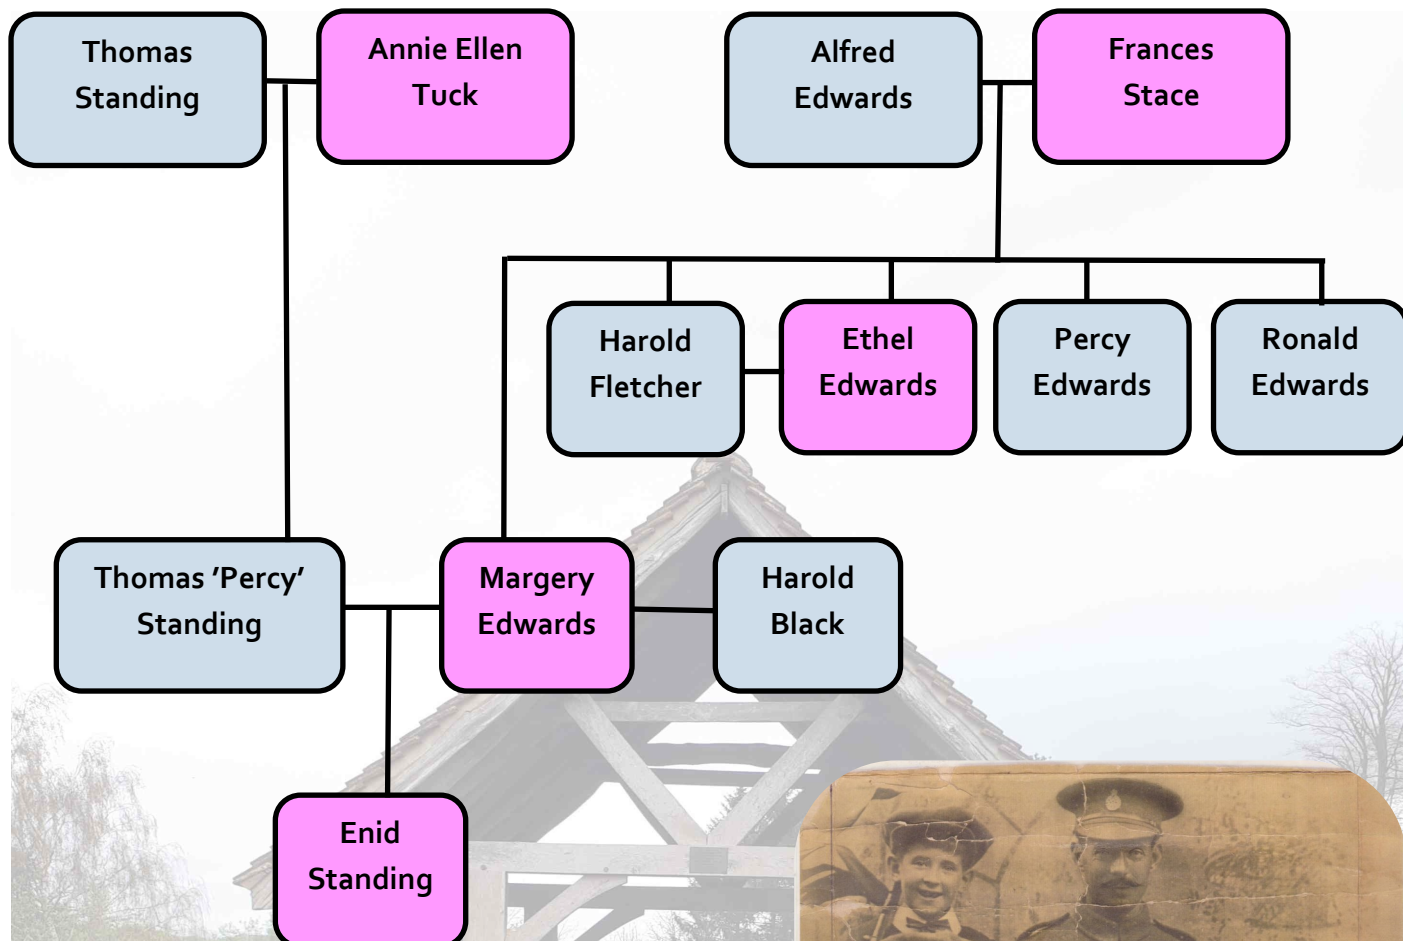 Thomas
Standing
Annie Ellen
Tuck
Alfred
Edwards
Frances
Stace
Harold
Fletcher
Ethel
Edwards
Percy
Edwards
Ronald
Edwards
Thomas ’Percy’
Standing
Margery
Edwards
Harold
Black
Enid
Standing